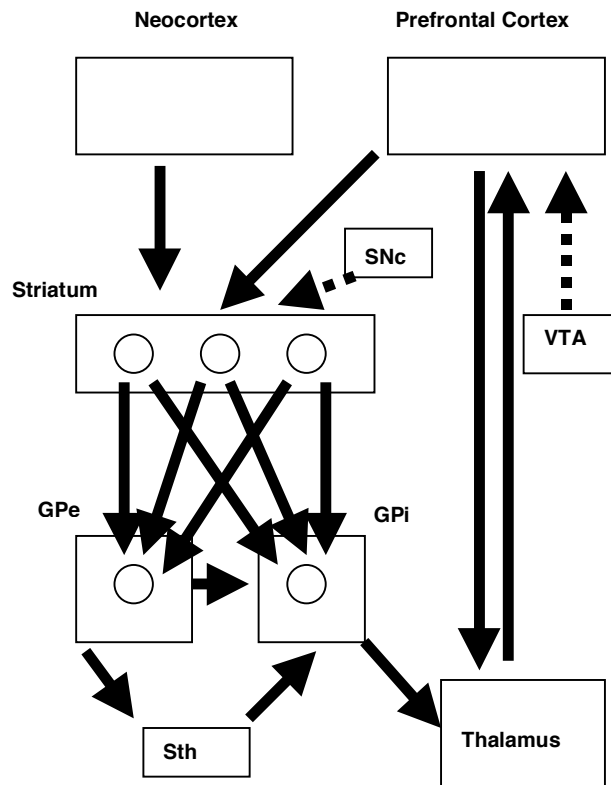 Neocortex
Prefrontal Cortex
SNc
Striatum
VTA
GPe
GPi
Sth
Thalamus